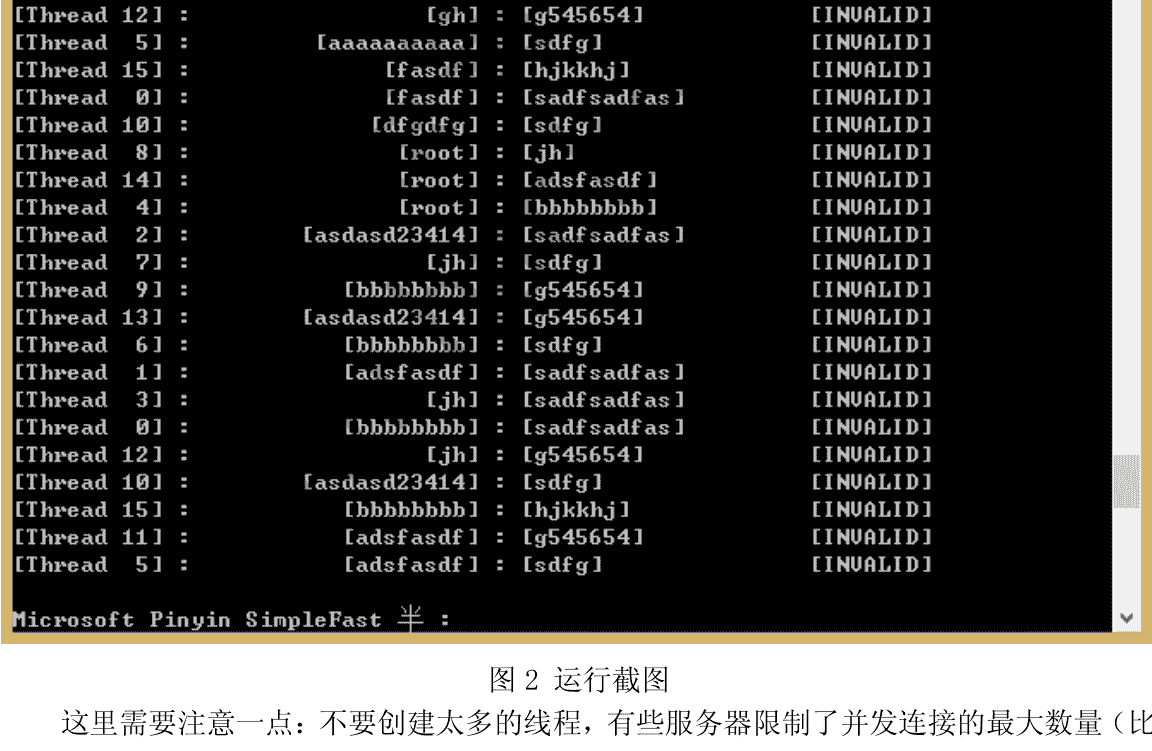 [Thread 12] : [gh] : [g545654] [INVALID]
[Thread 5] : [aaaaaaaaaa] : [sdfg] [INVALID]
[Thread 15] : [fasdf] : [hjkkhj] [INVALID]
[Thread 0] : [fasdf] : [sadfsadfas] [INVALID]
[Thread 10] : [dfgdfg] : [sdfg] [INVALID]
[Thread 8] : [root] : [jh] [INVALID]
[Thread 14] : [root] : [adsfasdf] [INVALID]
[Thread 4] : [root] : [bbbbbbbb] [INVALID]
[Thread 2] : [asdasd23414] : [sadfsadfas] [INVALID]
[Thread 7] : [jh] : [sdfg] [INVALID]
[Thread 9] : [bbbbbbbb] : [g545654] [INVALID]
[Thread 13] : [asdasd23414] : [g545654] [INVALID]
[Thread 6] : [bbbbbbbb] : [sdfg] [INVALID]
[Thread 1] : [adsfasdf] : [sadfsadfas] [INVALID]
[Thread 3] : [jh] : [sadfsadfas] [INVALID]
[Thread 0] : [bbbbbbbb] : [sadfsadfas] [INVALID]
[Thread 12] : [jh] : [g545654] [INVALID]
[Thread 10] : [asdasd23414] : [sdfg] [INVALID]
[Thread 15] : [bbbbbbbb] : [hjkkhj] [INVALID]
[Thread 11] : [adsfasdf] : [g545654] [INVALID]
[Thread 5] : [adsfasdf] : [sdfg] [INVALID]
Microsoft Pinyin SimpleFast 半 :
图 2 运行截图
这里需要注意一点：不要创建太多的线程，有些服务器限制了并发连接的最大数量（比